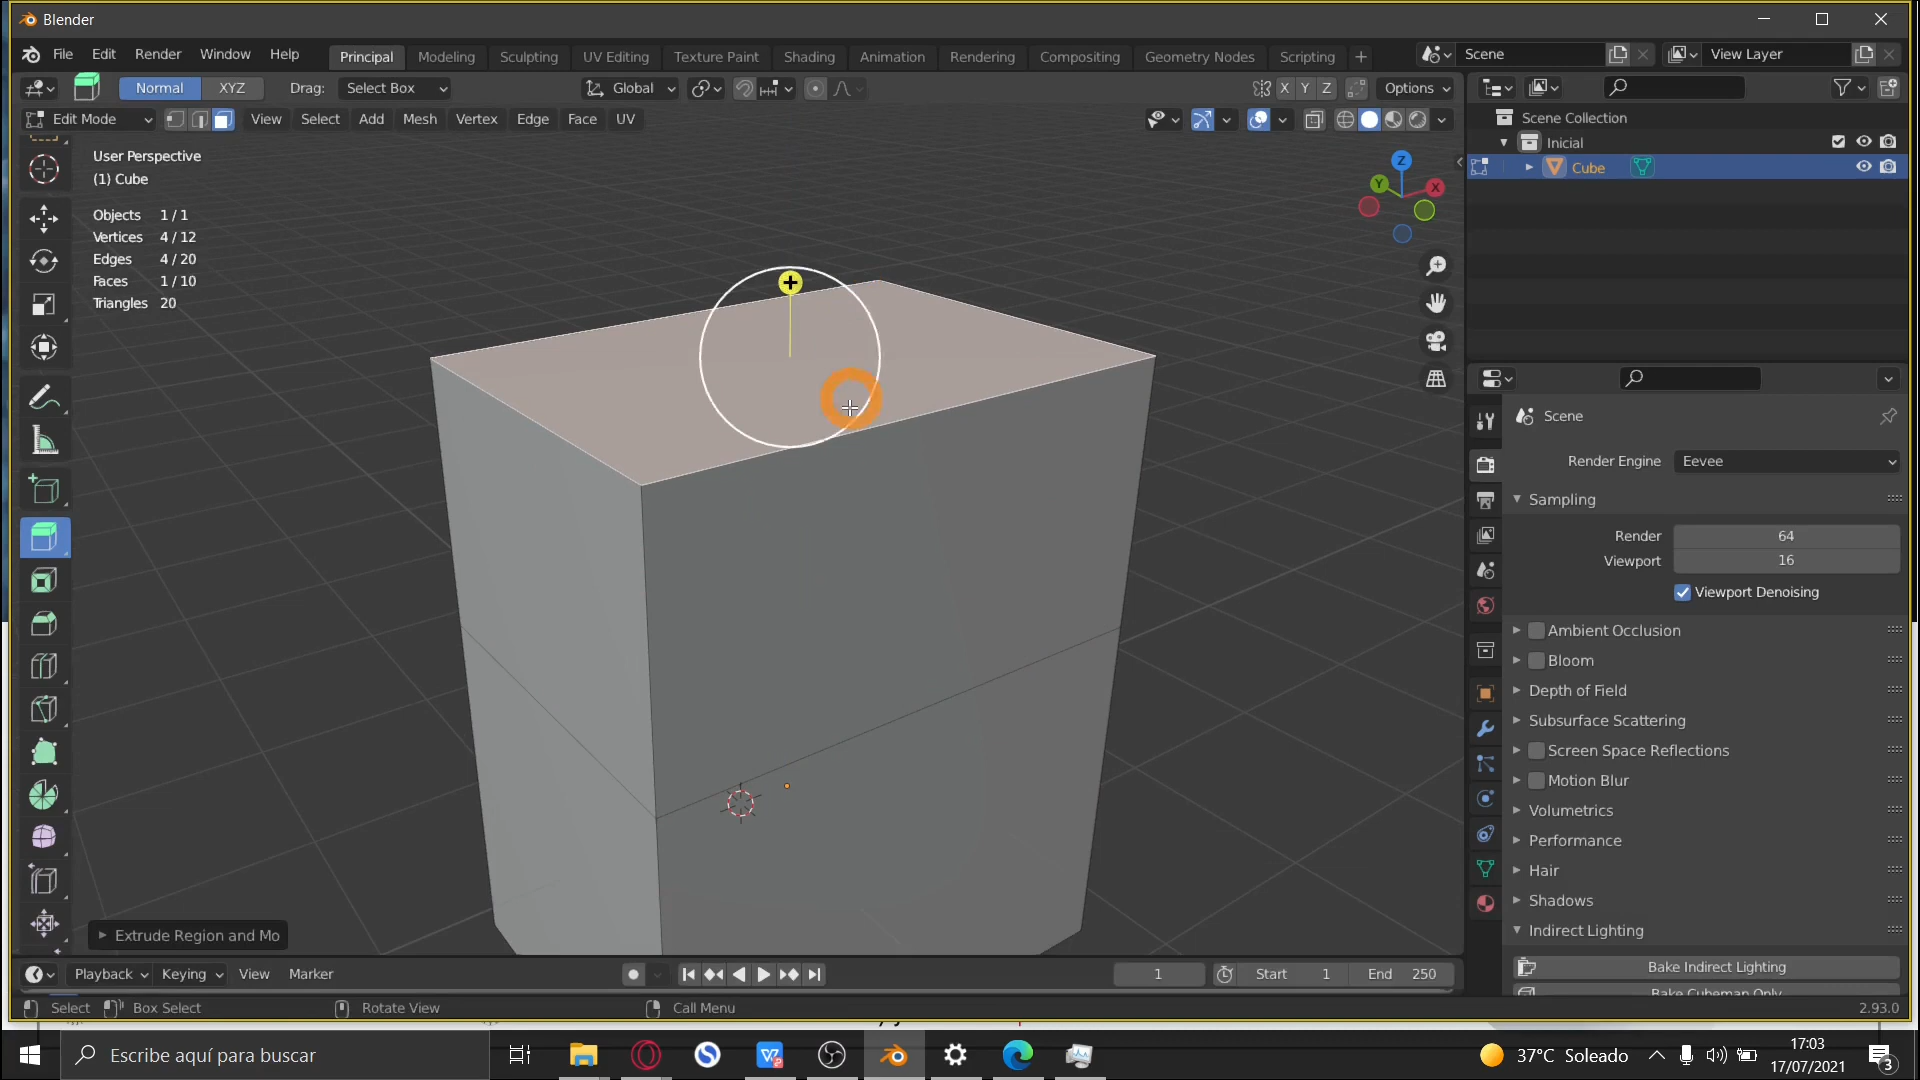 Blender
File Edit Render Window Help Principal Modeling Sculpting UV Editing Texture Paint Shading Animation Rendering Compositing Geometry Nodes Scripting + Scene View Layer
Normal XYZ Drag: Select Box Global X Y Z Options
Edit Mode View Select Add Mesh Vertex Edge Face UV
Scene Collection
Inicial
Cube
User Perspective
(1) Cube
Objects 1 / 1
Vertices 4 / 12
Edges 4 / 20
Faces 1 / 10
Triangles 20
Z
Y
X
Scene
Render Engine Eevee
Sampling
Render 64
Viewport 16
Viewport Denoising
Ambient Occlusion
Bloom
Depth of Field
Subsurface Scattering
Screen Space Reflections
Motion Blur
Volumetrics
Performance
Hair
Shadows
Indirect Lighting
Bake Indirect Lighting
Bake Cubemap Only
Extrude Region and Mo
Playback Keying View Marker 1 Start 1 End 250
Select Box Select Rotate View Call Menu 2.93.0
Escribe aquí para buscar 37°C Soleado 17:03
17/07/2021 3